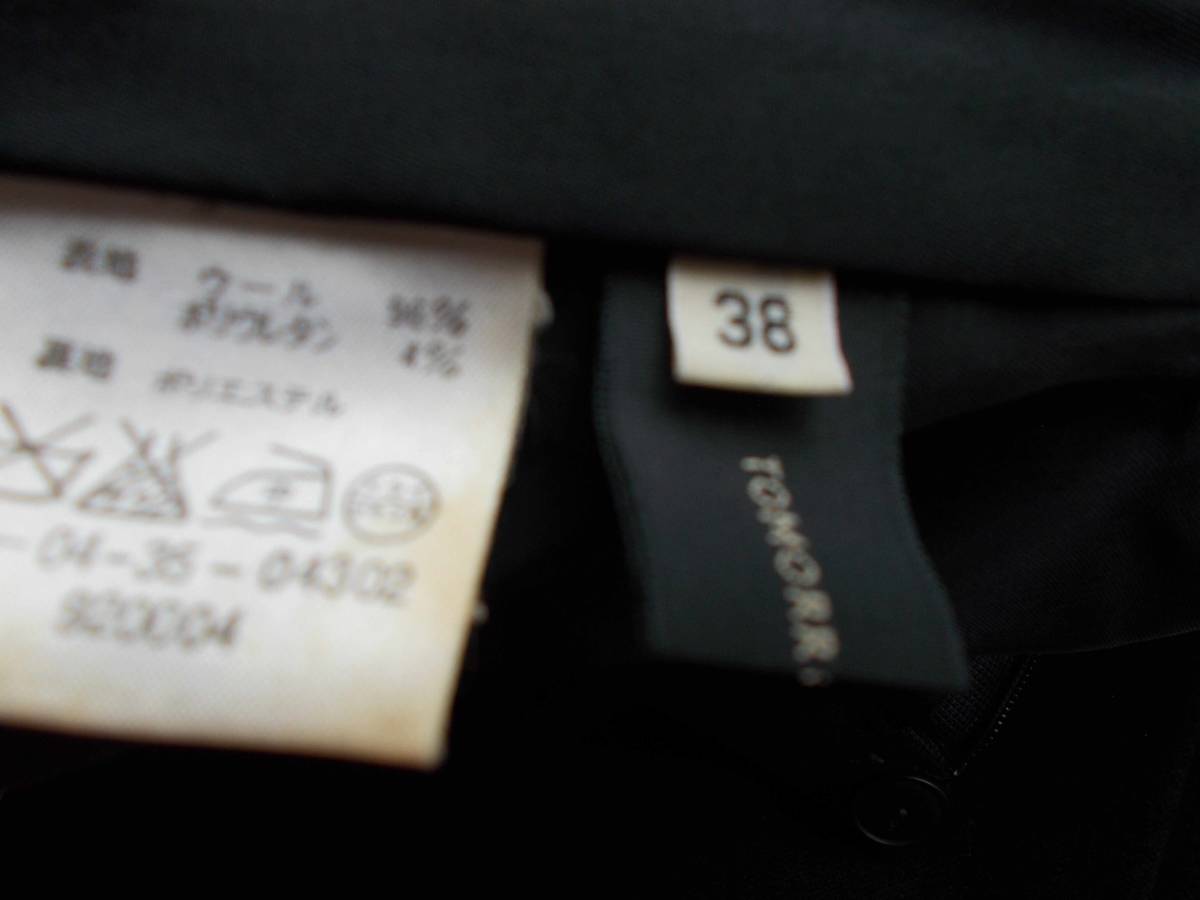 表地 ウール 96%
ポリウレタン 4%
裏地 ポリエステル
-04-36-04302
920004
38
TOMORR